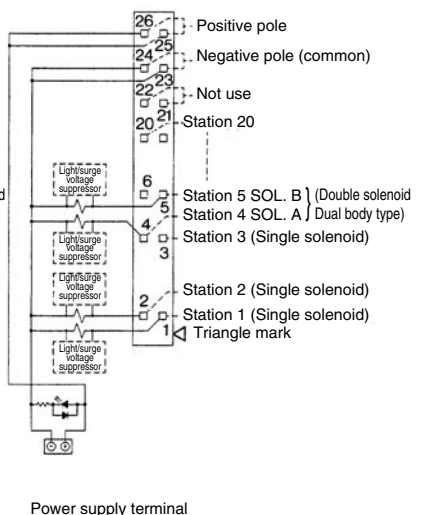 26
Positive pole
25
24
Negative pole (common)
23
22
Not use
21
20
Station 20
Light/surge
voltage
suppressor
6
Station 5 SOL. B } (Double solenoid
5
Station 4 SOL. A } Dual body type)
4
Station 3 (Single solenoid)
3
Light/surge
voltage
suppressor
Light/surge
voltage
suppressor
Station 2 (Single solenoid)
2
Station 1 (Single solenoid)
1
Triangle mark
Light/surge
voltage
suppressor
Power supply terminal